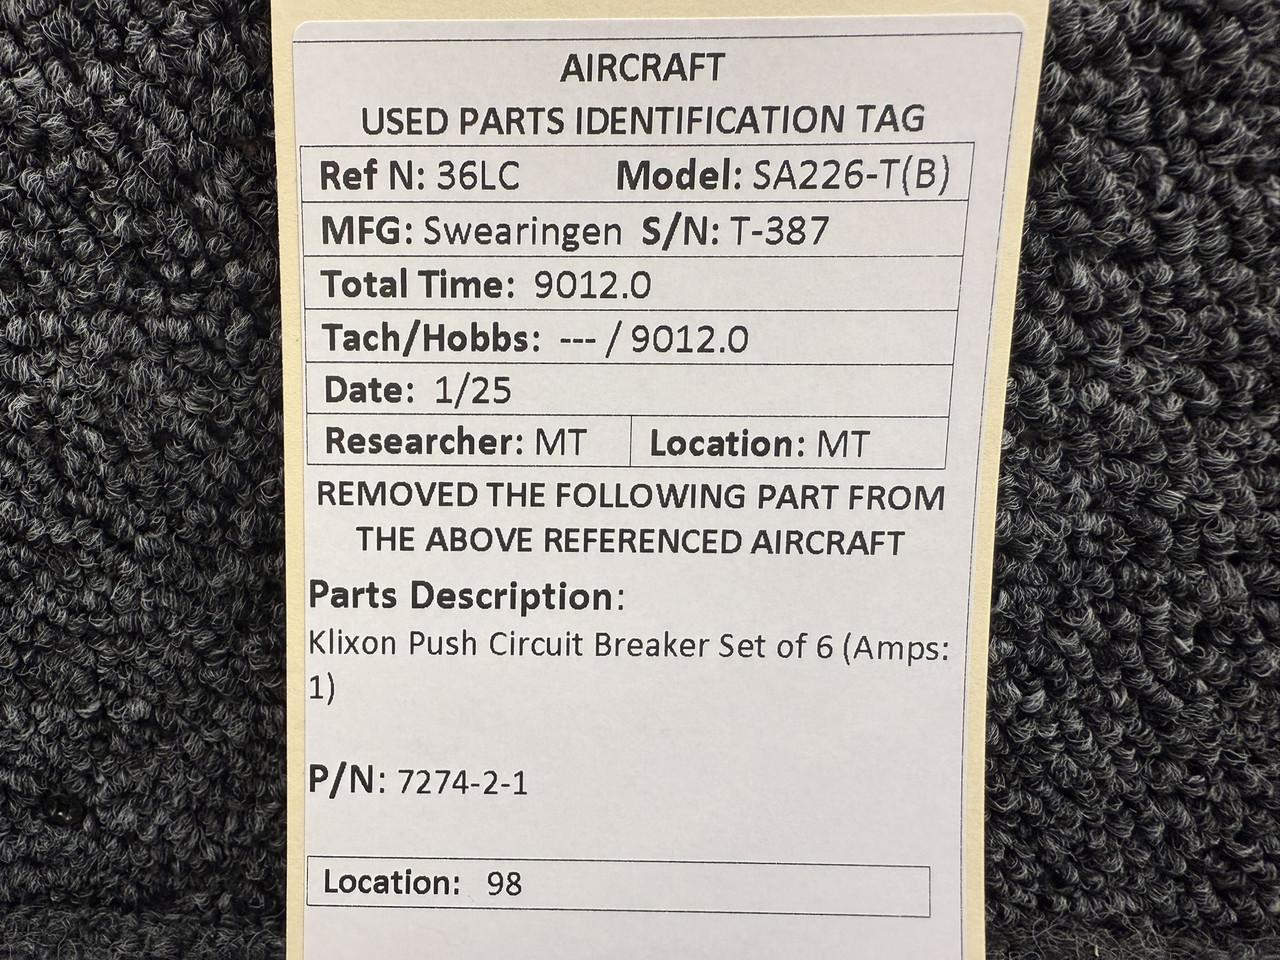 AIRCRAFT
USED PARTS IDENTIFICATION TAG
Ref N: 36LC Model: SA226-T(B)
MFG: Swearingen S/N: T-387
Total Time: 9012.0
Tach/Hobbs: --- / 9012.0
Date: 1/25
Researcher: MT Location: MT
REMOVED THE FOLLOWING PART FROM
THE ABOVE REFERENCED AIRCRAFT
Parts Description:
Klixon Push Circuit Breaker Set of 6 (Amps:
1)
P/N: 7274-2-1
Location: 98